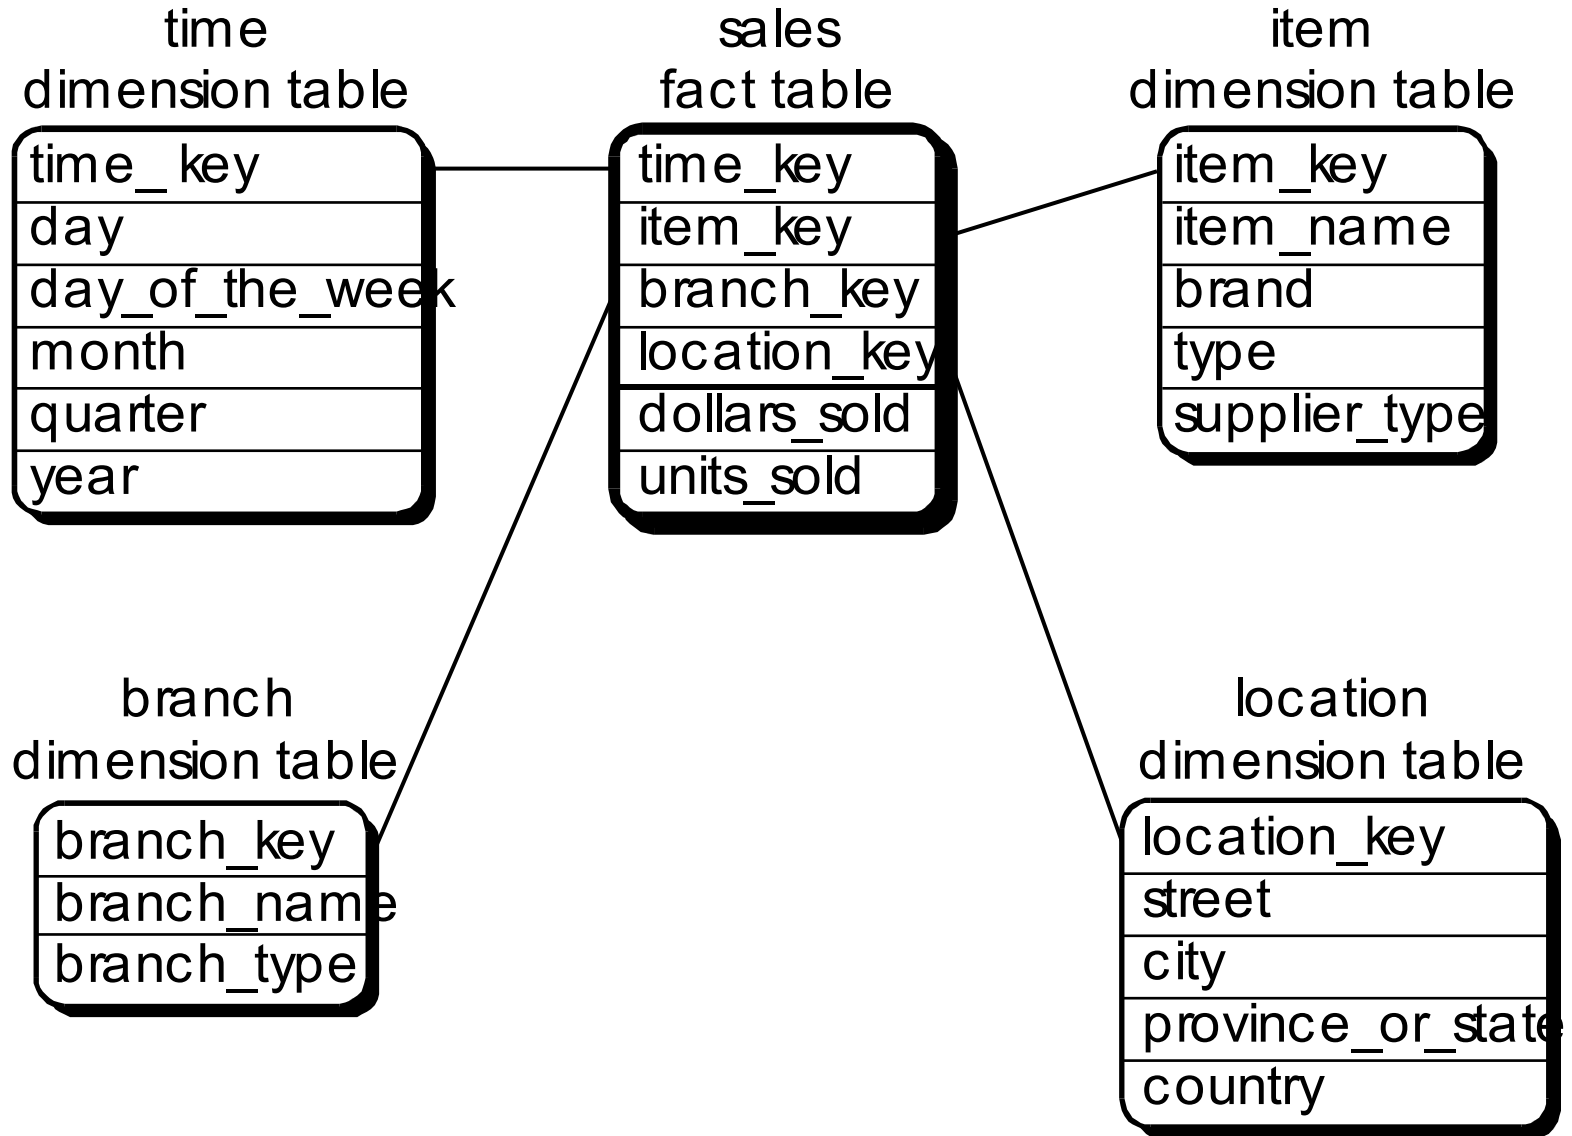 time
dimension table
time_ key
day
day_of_the_week
month
quarter
year
sales
fact table
time_key
item_key
branch_key
location_key
dollars_sold
units_sold
item
dimension table
item_key
item_name
brand
type
supplier_type
branch
dimension table
branch_key
branch_name
branch_type
location
dimension table
location_key
street
city
province_or_state
country